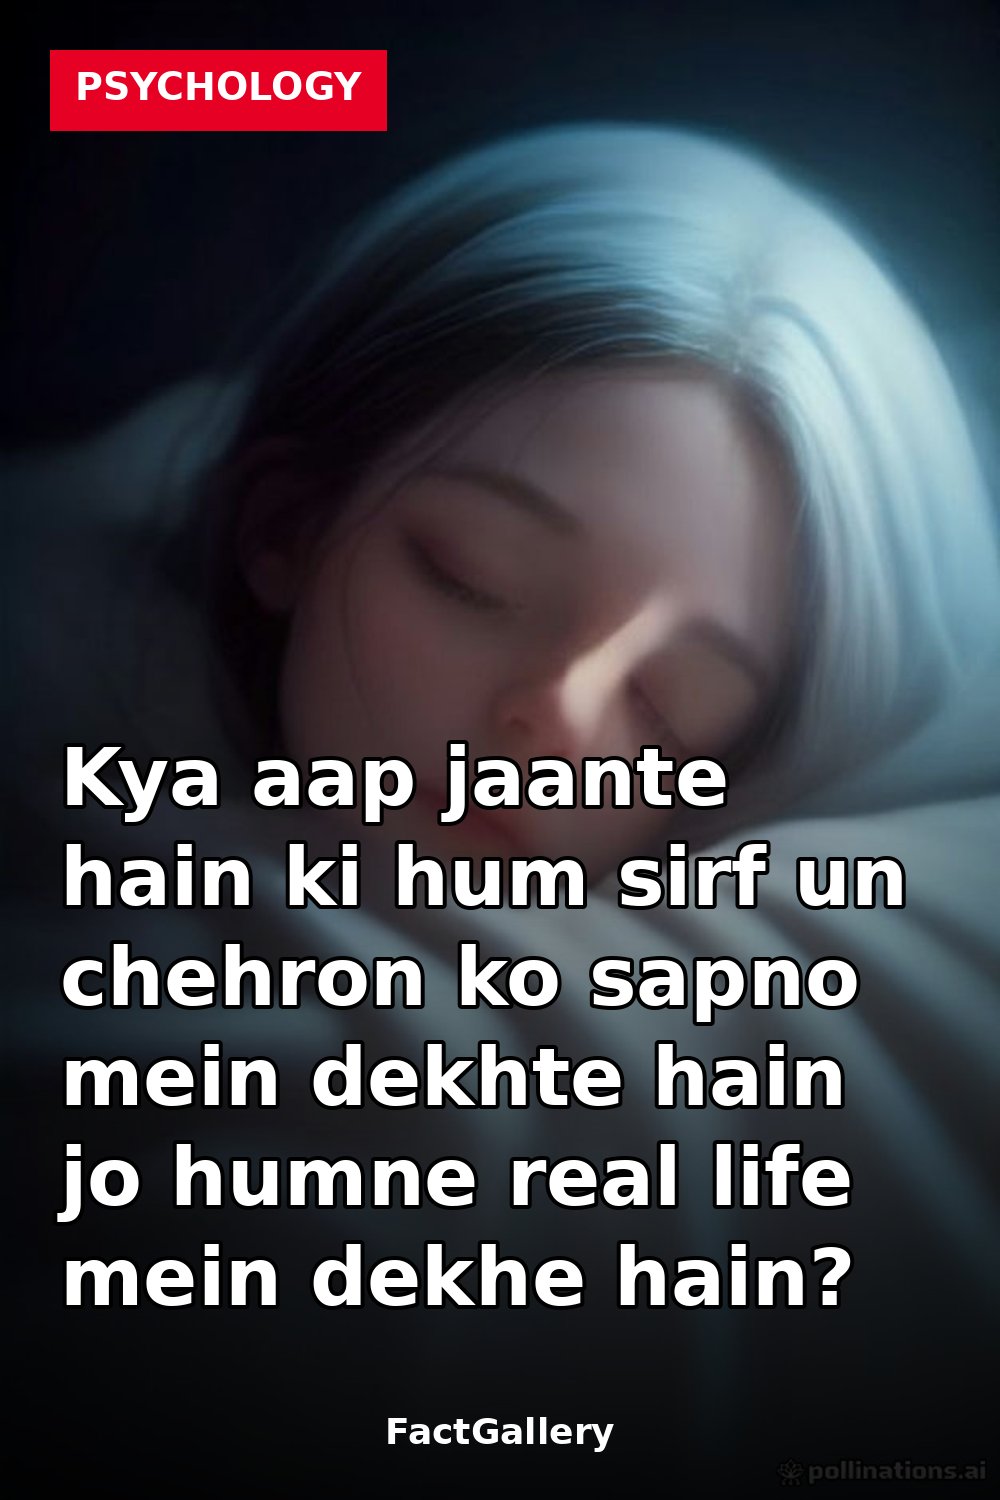 PSYCHOLOGY
Kya aap jaante
hain ki hum sirf un
chehron ko sapno
mein dekhte hain
jo humne real life
mein dekhe hain?
FactGallery
pollinations.ai